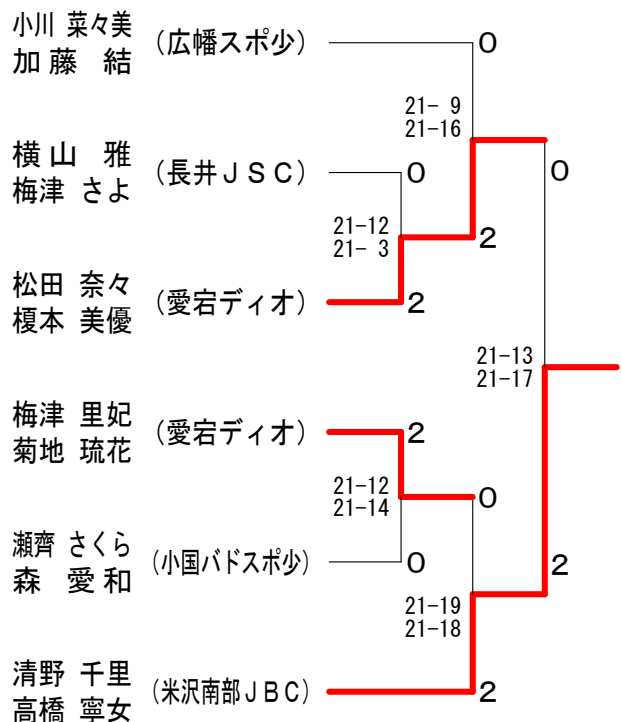 小川 菜々美
加藤 結
(広幡スポ少)
0
21- 9
21-16
横山 雅
梅津 さよ
(長井JSC)
0
0
21-12
21- 3
2
松田 奈々
榎本 美優
(愛宕ディオ)
2
21-13
21-17
梅津 里妃
菊地 琉花
(愛宕ディオ)
2
21-12
21-14
0
瀬齊 さくら
森 愛和
(小国バドスポ少)
0
2
21-19
21-18
清野 千里
高橋 寧女
(米沢南部JBC)
2